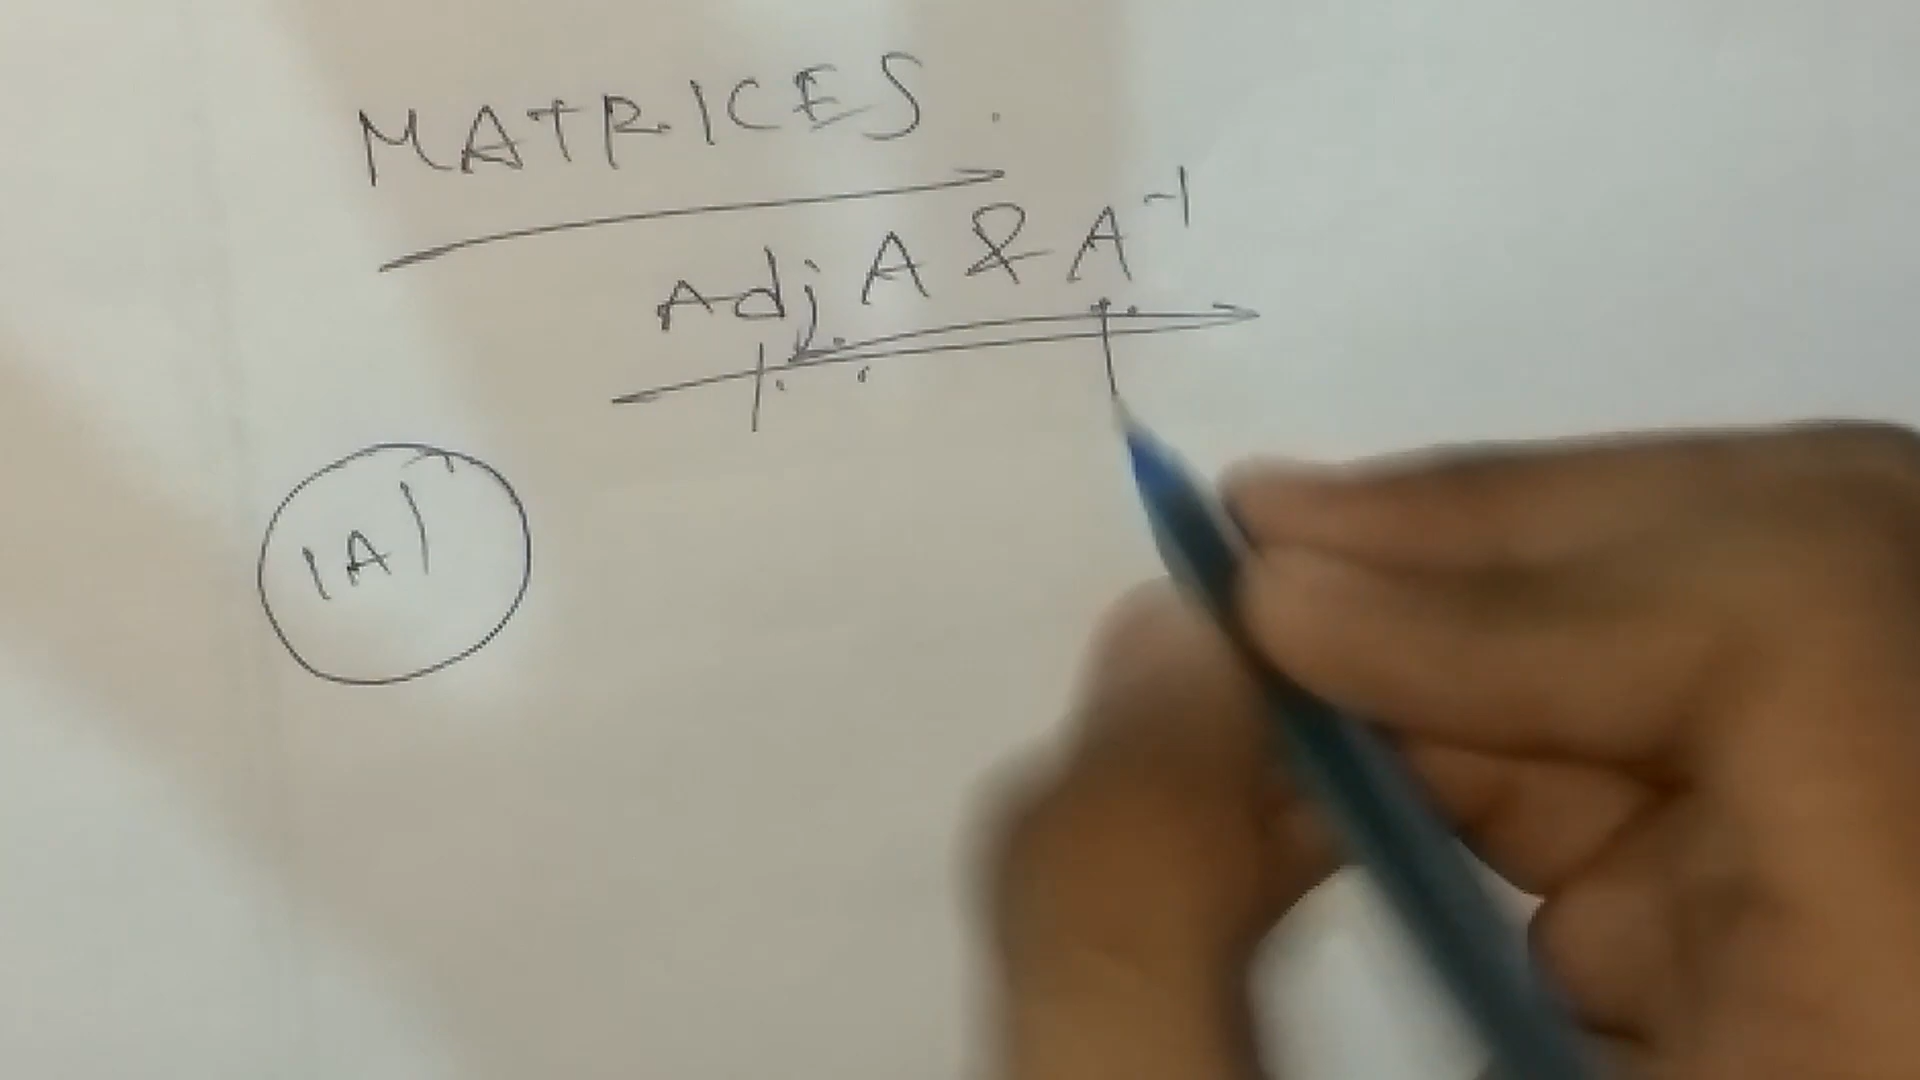 MATRICES.
Adj A & A⁻¹
|A|